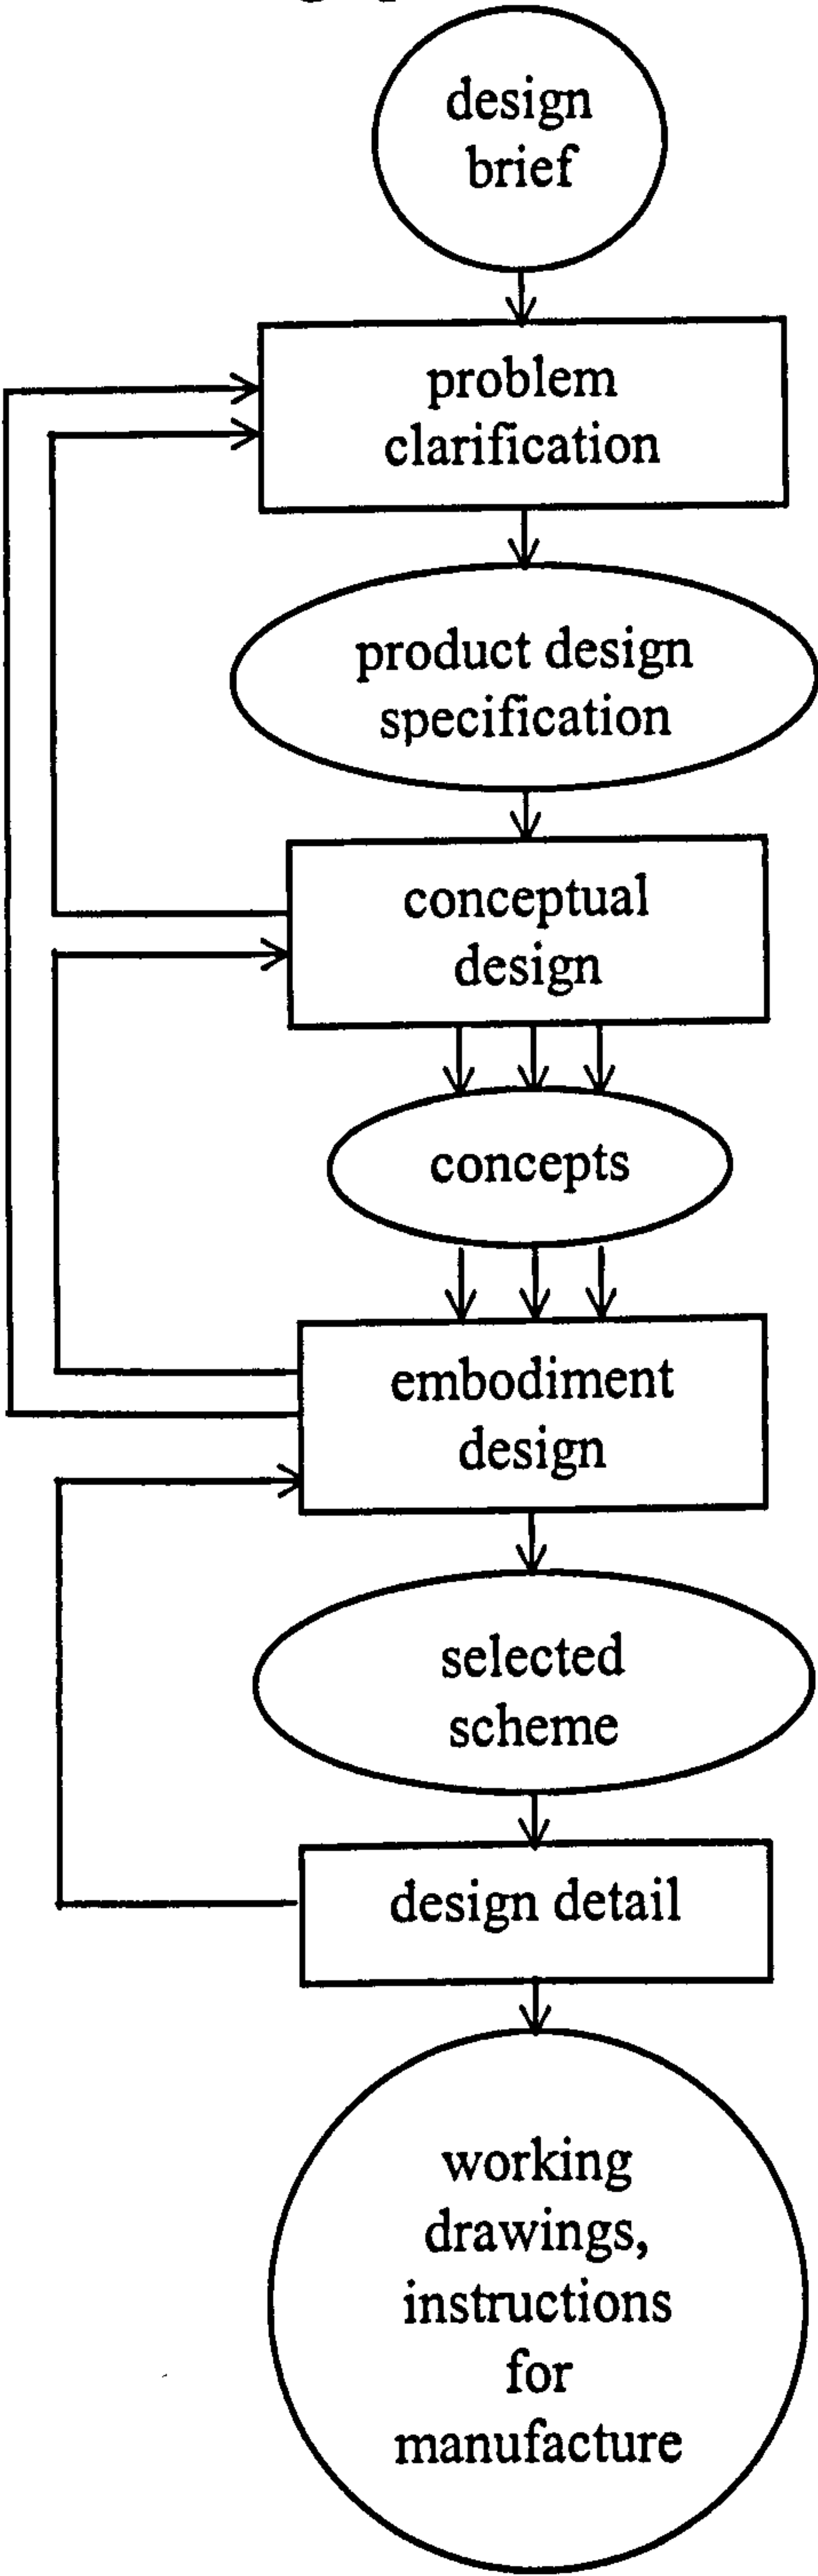 design
brief
problem
clarification
product design
specification
conceptual
design
concepts
embodiment
design
selected
scheme
design detail
working
drawings,
instructions
for
manufacture